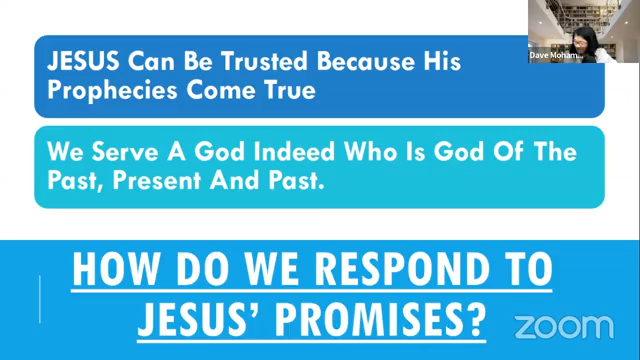 JESUS Can Be Trusted Because His
Prophecies Come True
Dave Moham...
We Serve A God Indeed Who Is God Of The
Past, Present And Past.
HOW DO WE RESPOND TO
JESUS' PROMISES?
zoom